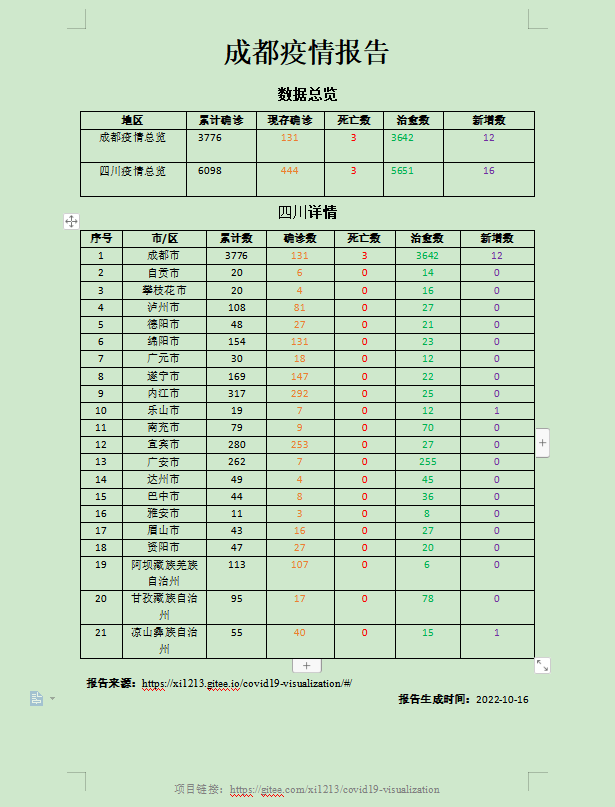 成都疫情报告
数据总览
地区 累计确诊 现存确诊 死亡数 治愈数 新增数
成都疫情总览 3776 131 3 3642 12
四川疫情总览 6098 444 3 5651 16
四川详情
序号 市/区 累计数 确诊数 死亡数 治愈数 新增数
1 成都市 3776 131 3 3642 12
2 自贡市 20 6 0 14 0
3 攀枝花市 20 4 0 16 0
4 泸州市 108 81 0 27 0
5 德阳市 48 27 0 21 0
6 绵阳市 154 131 0 23 0
7 广元市 30 18 0 12 0
8 遂宁市 169 147 0 22 0
9 内江市 317 292 0 25 0
10 乐山市 19 7 0 12 1
11 南充市 79 9 0 70 0
12 宜宾市 280 253 0 27 0
13 广安市 262 7 0 255 0
14 达州市 49 4 0 45 0
15 巴中市 44 8 0 36 0
16 雅安市 11 3 0 8 0
17 眉山市 43 16 0 27 0
18 资阳市 47 27 0 20 0
19 阿坝藏族羌族 113 107 0 6 0
自治州
20 甘孜藏族自治 95 17 0 78 0
州
21 凉山彝族自治 55 40 0 15 1
州
报告来源：https://xi1213.gitee.io/covid19-visualization/#/
报告生成时间：2022-10-16
项目链接：https://gitee.com/xi1213/covid19-visualization